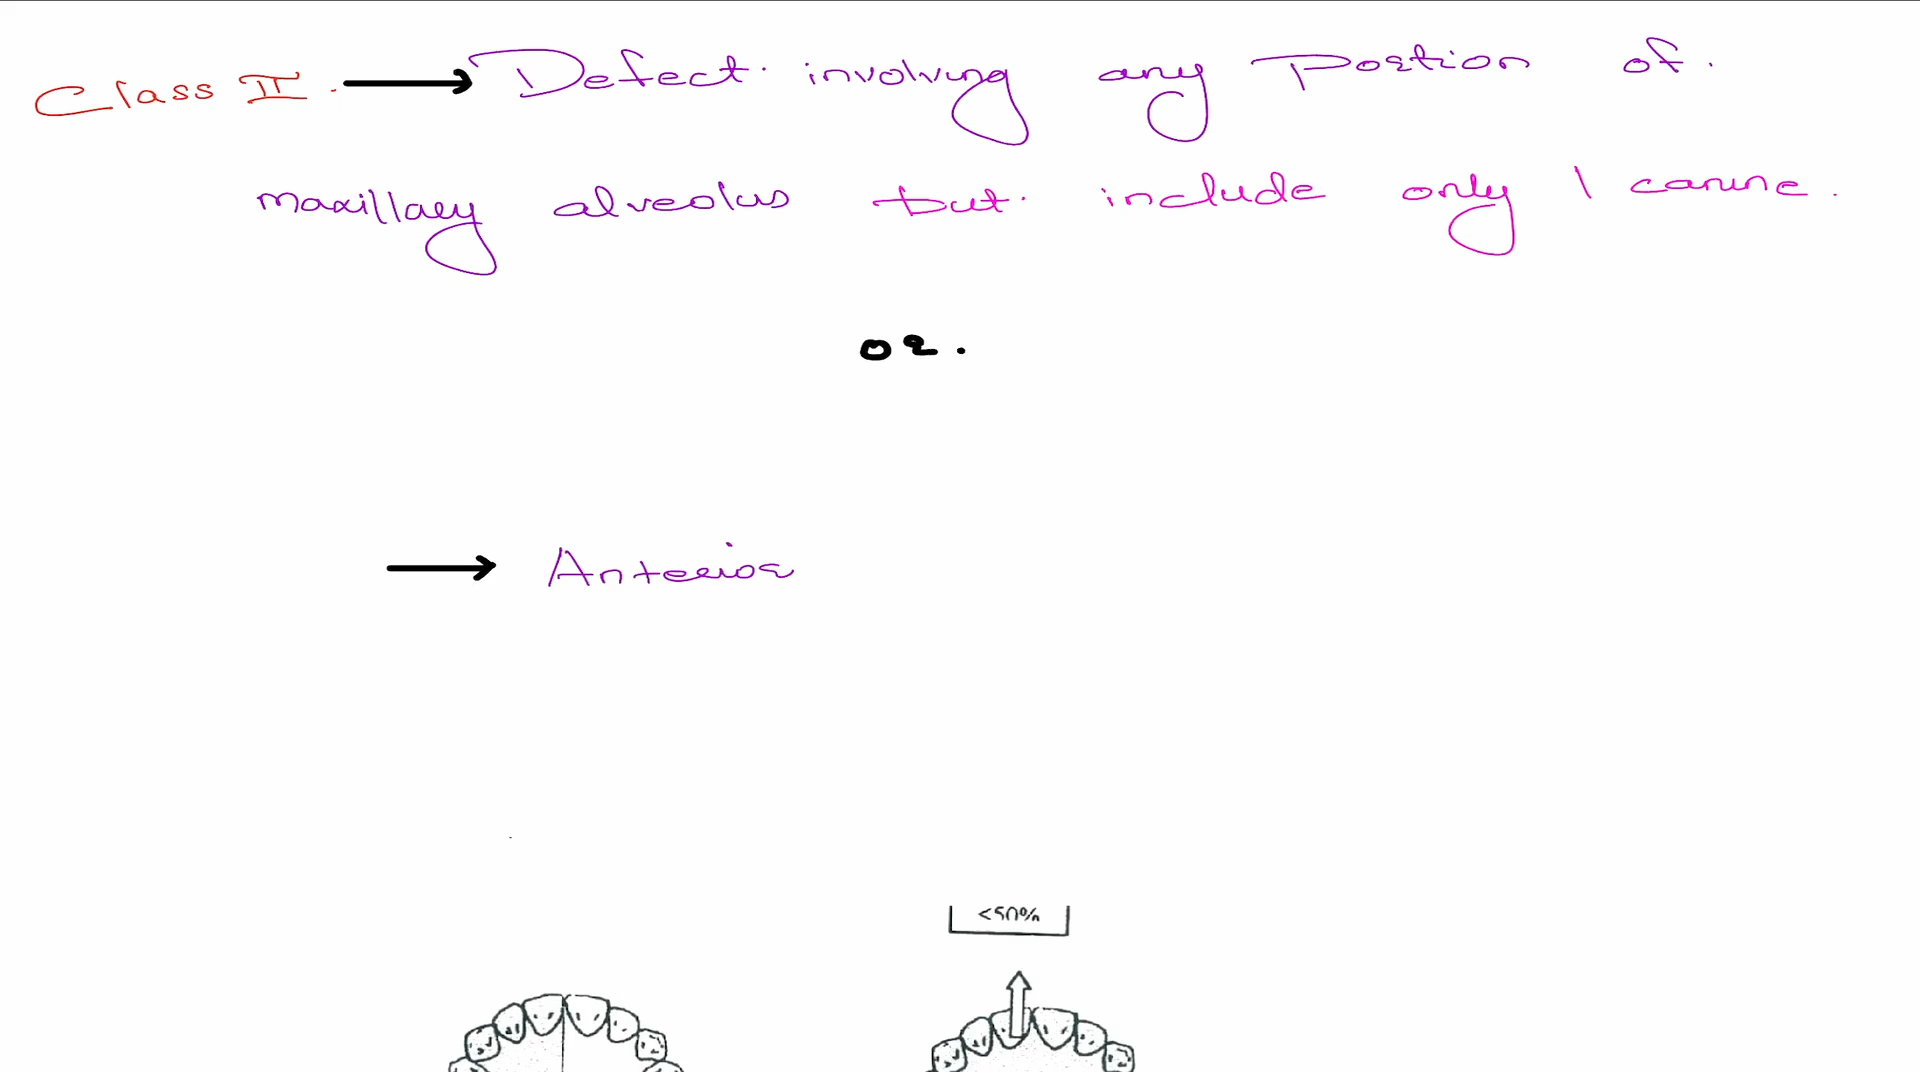 Class II. → Defect. involving any Portion of.
maxillary alveolus but. include only 1 canine.
or.
→ Anterior
<50%